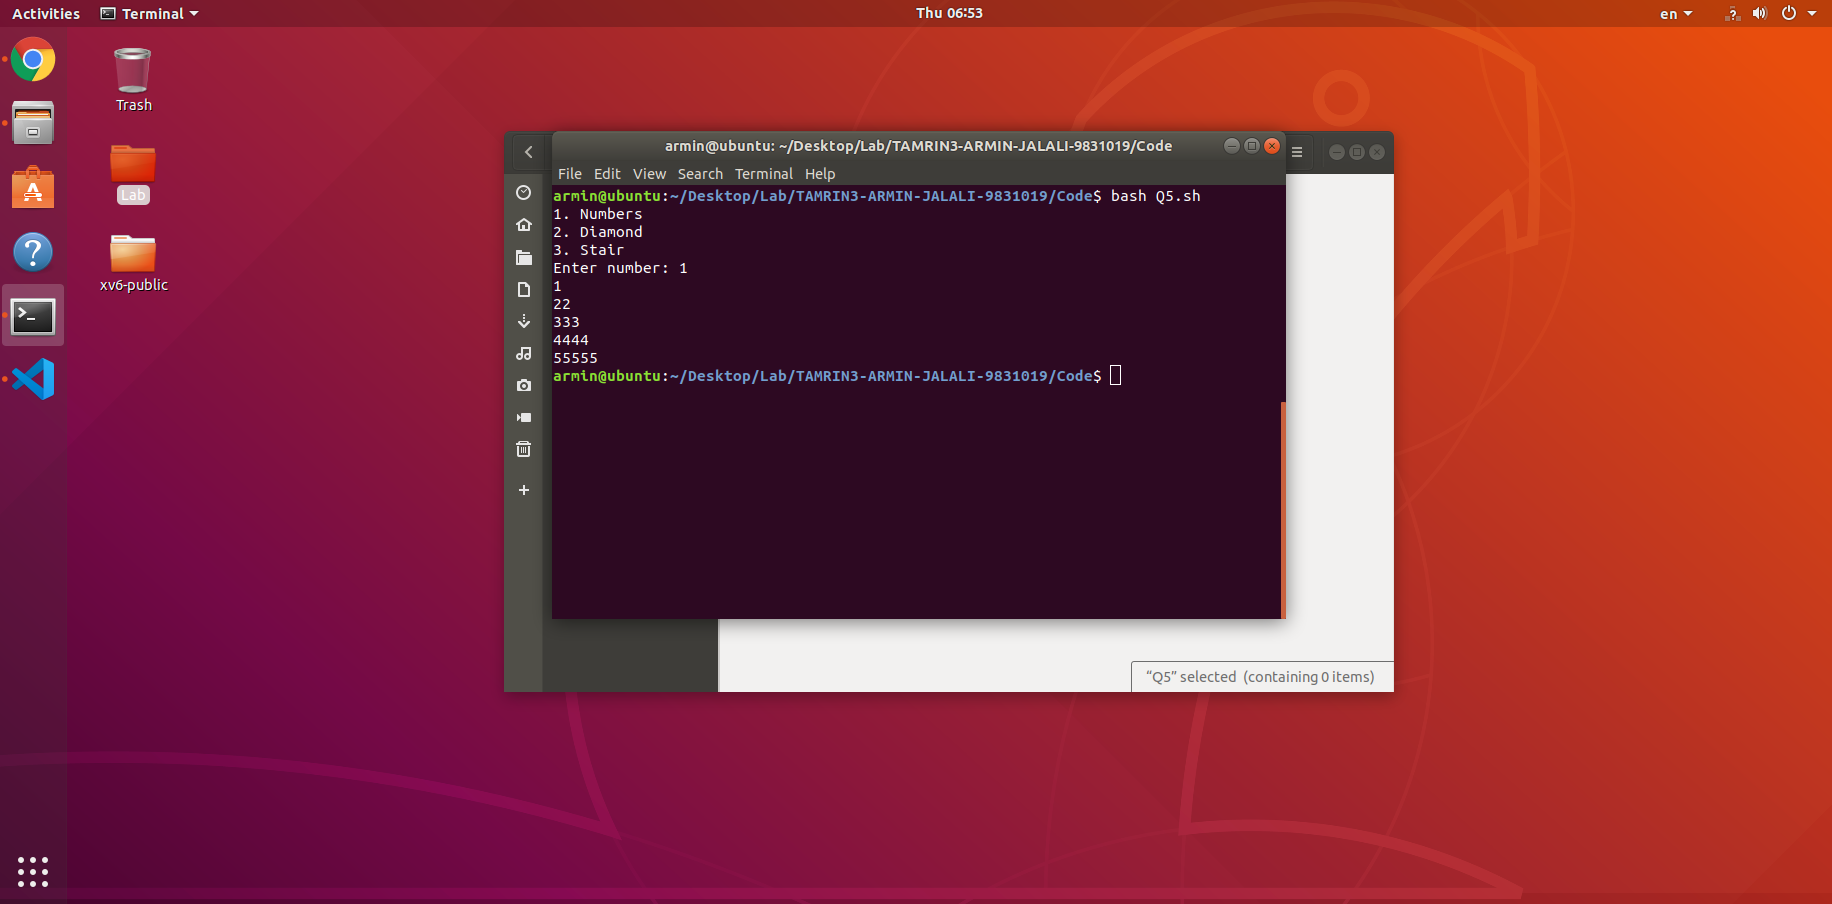 Activities Terminal Thu 06:53 en
Trash
Lab
xv6-public
armin@ubuntu: ~/Desktop/Lab/TAMRIN3-ARMIN-JALALI-9831019/Code
File Edit View Search Terminal Help
armin@ubuntu:~/Desktop/Lab/TAMRIN3-ARMIN-JALALI-9831019/Code$ bash Q5.sh
1. Numbers
2. Diamond
3. Stair
Enter number: 1
1
22
333
4444
55555
armin@ubuntu:~/Desktop/Lab/TAMRIN3-ARMIN-JALALI-9831019/Code$
“Q5” selected (containing 0 items)